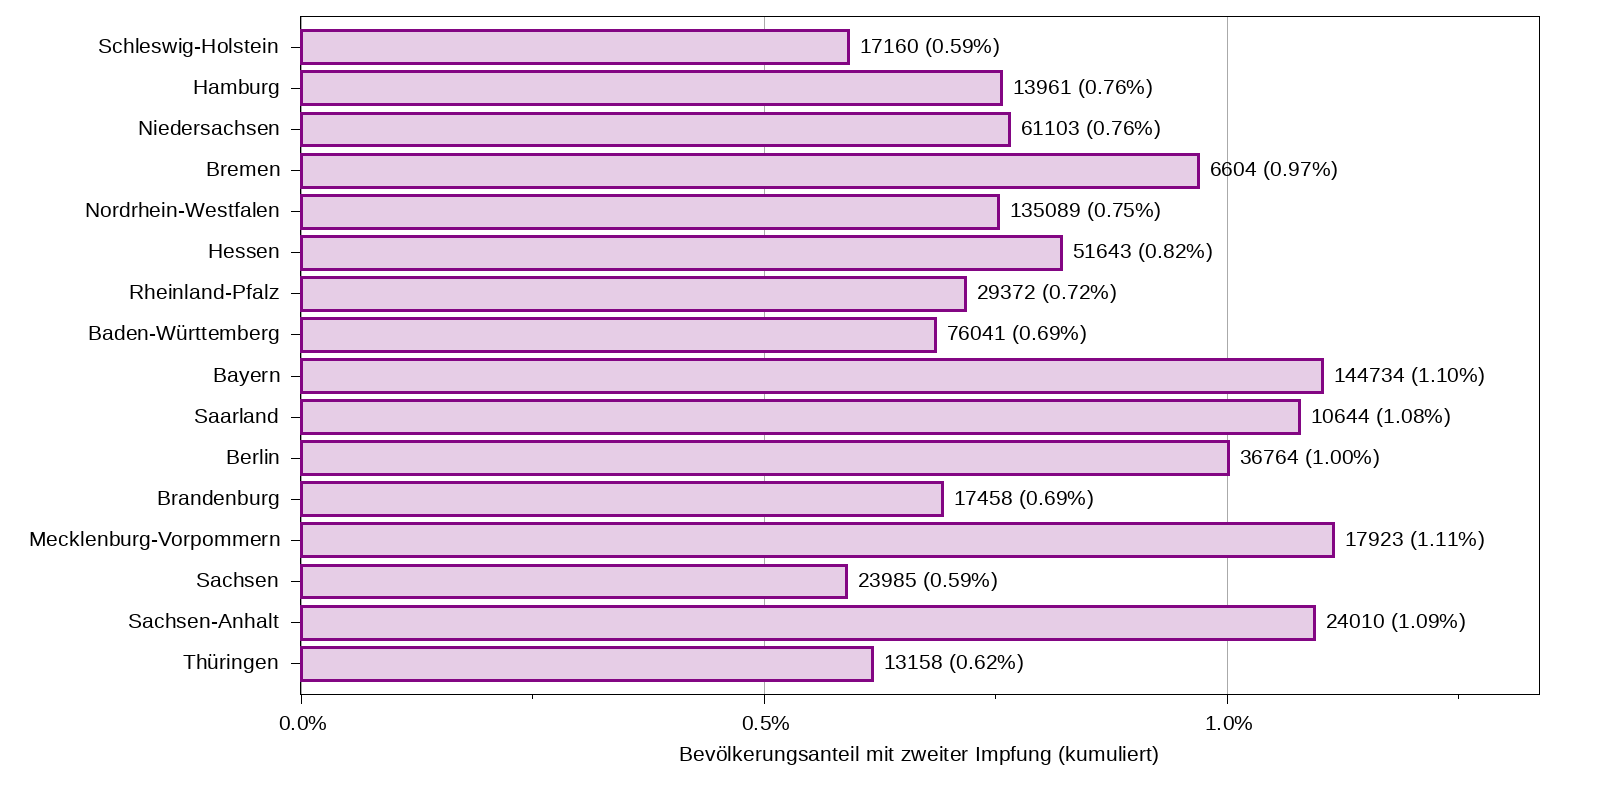 Schleswig-Holstein 17160 (0.59%)
Hamburg 13961 (0.76%)
Niedersachsen 61103 (0.76%)
Bremen 6604 (0.97%)
Nordrhein-Westfalen 135089 (0.75%)
Hessen 51643 (0.82%)
Rheinland-Pfalz 29372 (0.72%)
Baden-Württemberg 76041 (0.69%)
Bayern 144734 (1.10%)
Saarland 10644 (1.08%)
Berlin 36764 (1.00%)
Brandenburg 17458 (0.69%)
Mecklenburg-Vorpommern 17923 (1.11%)
Sachsen 23985 (0.59%)
Sachsen-Anhalt 24010 (1.09%)
Thüringen 13158 (0.62%)
0.0% 0.5% 1.0%
Bevölkerungsanteil mit zweiter Impfung (kumuliert)